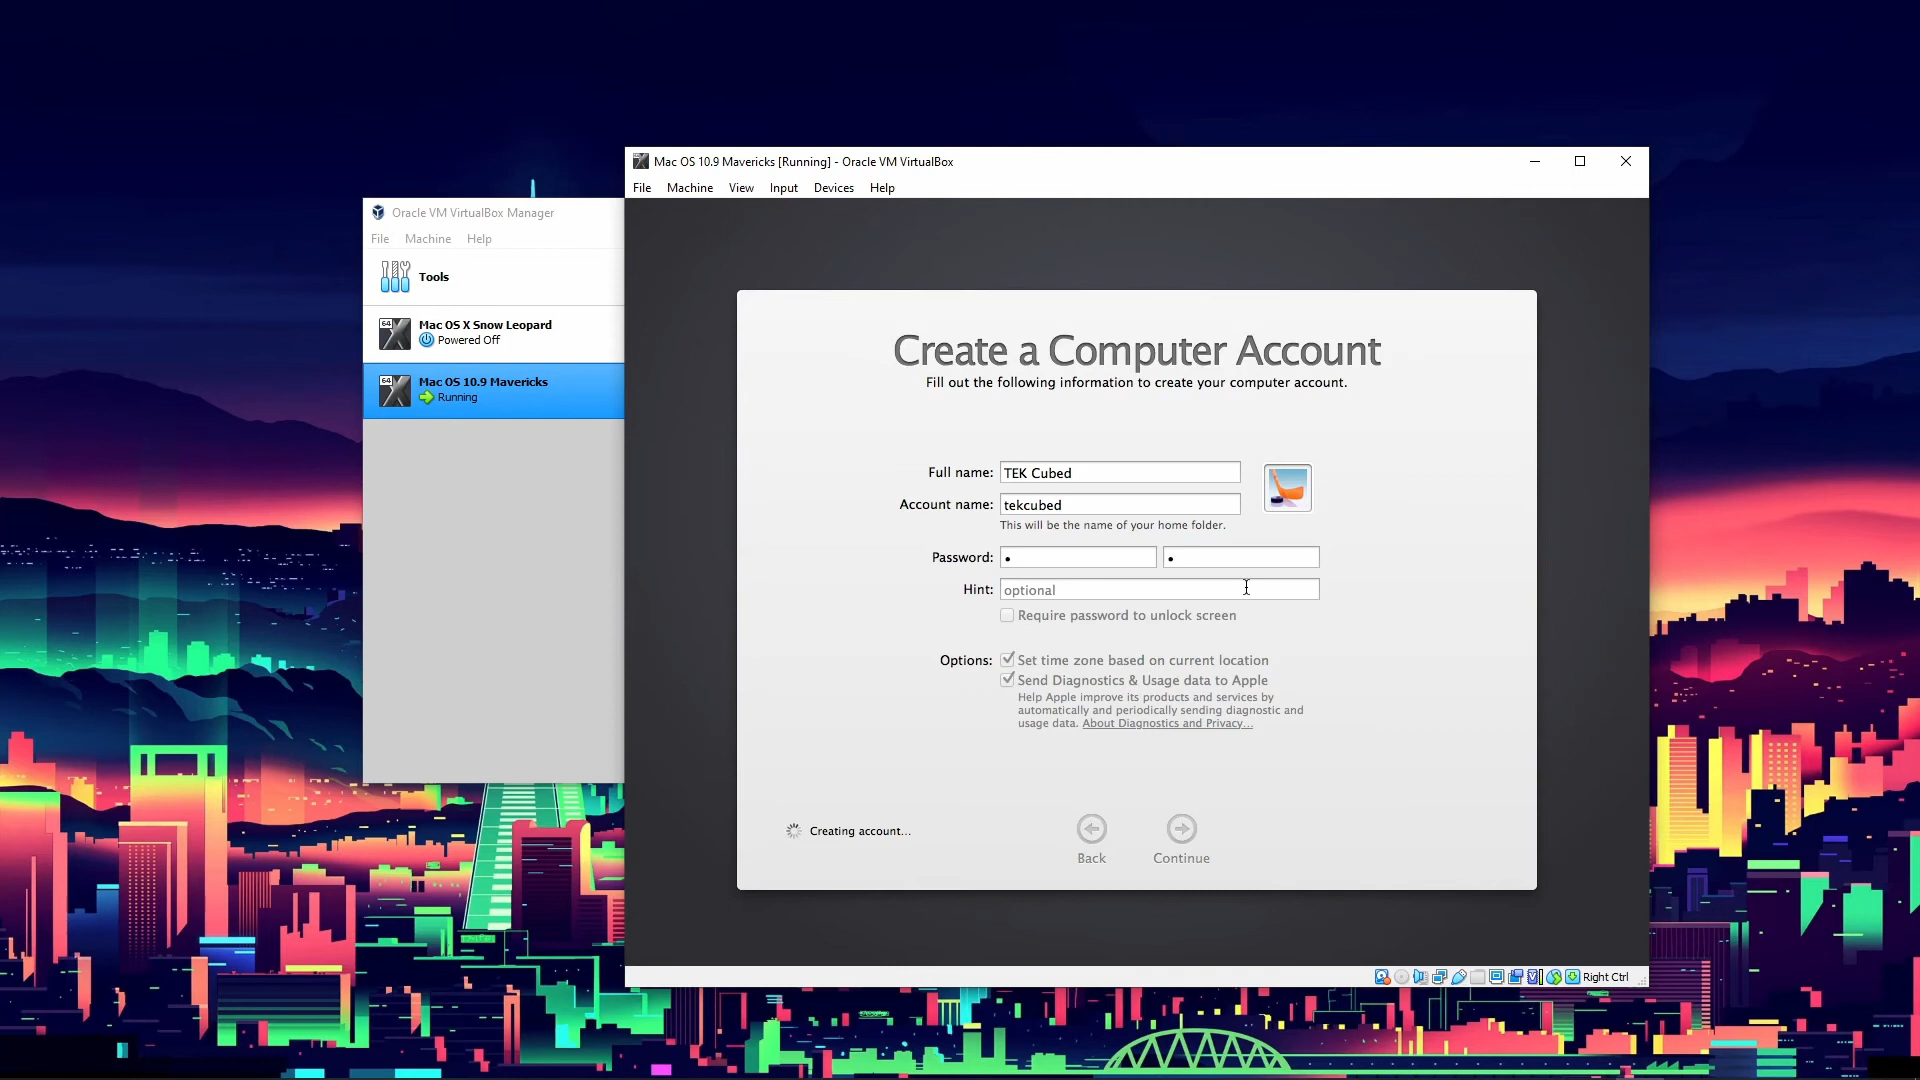 Mac OS 10.9 Mavericks [Running] - Oracle VM VirtualBox
File Machine View Input Devices Help
Oracle VM VirtualBox Manager
File Machine Help
Tools
64
Mac OS X Snow Leopard
Powered Off
64
Mac OS 10.9 Mavericks
Running
Create a Computer Account
Fill out the following information to create your computer account.
Full name: TEK Cubed
Account name: tekcubed
This will be the name of your home folder.
Password: • •
Hint: optional
Require password to unlock screen
Options: Set time zone based on current location
Send Diagnostics & Usage data to Apple
Help Apple improve its products and services by
automatically and periodically sending diagnostic and
usage data. About Diagnostics and Privacy...
Creating account...
Back Continue
Right Ctrl